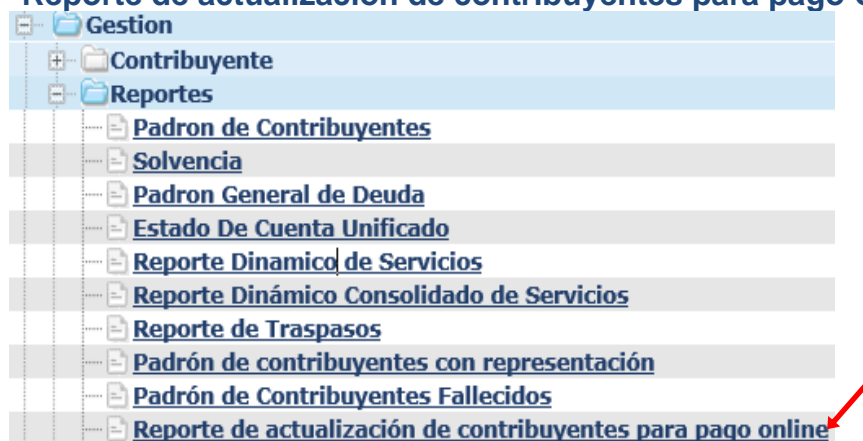 Reporte de actualización de contribuyentes para pago
Gestion
Contribuyente
Reportes
Padron de Contribuyentes
Solvencia
Padron General de Deuda
Estado De Cuenta Unificado
Reporte Dinamico de Servicios
Reporte Dinámico Consolidado de Servicios
Reporte de Traspasos
Padrón de contribuyentes con representación
Padrón de Contribuyentes Fallecidos
Reporte de actualización de contribuyentes para pago online